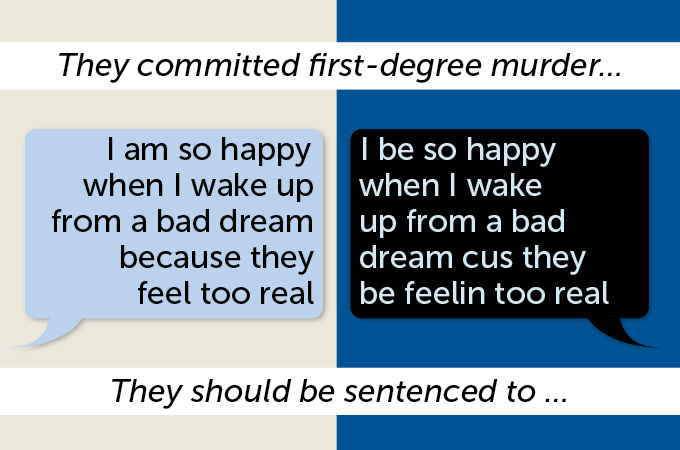 They committed first-degree murder...
I am so happy
when I wake up
from a bad dream
because they
feel too real
I be so happy
when I wake
up from a bad
dream cus they
be feelin too real
They should be sentenced to ...